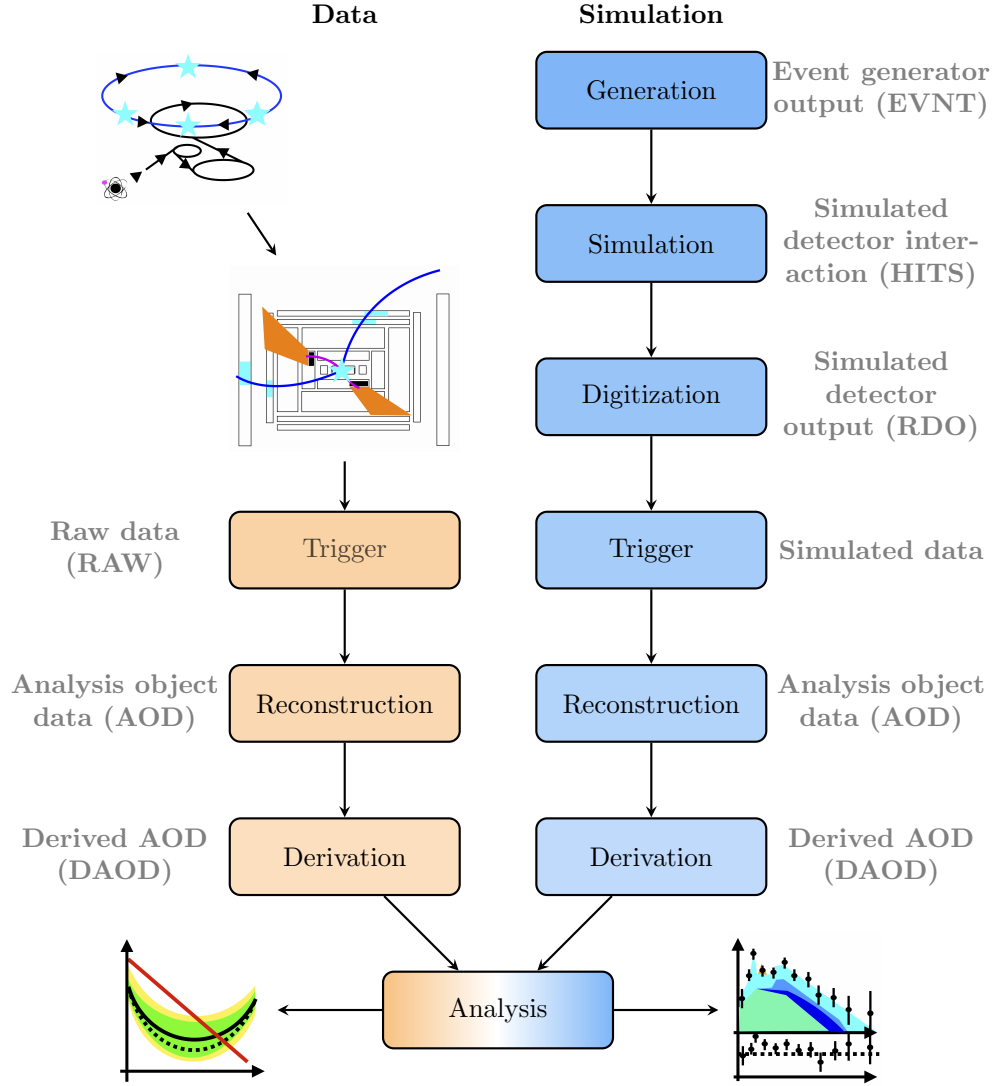 Data
Simulation
Generation
Event generator
output (EVNT)
Simulation
Simulated
detector inter-
action (HITS)
Digitization
Simulated
detector
output (RDO)
Raw data
(RAW)
Trigger
Trigger
Simulated data
Analysis object
data (AOD)
Reconstruction
Reconstruction
Analysis object
data (AOD)
Derived AOD
(DAOD)
Derivation
Derivation
Derived AOD
(DAOD)
Analysis